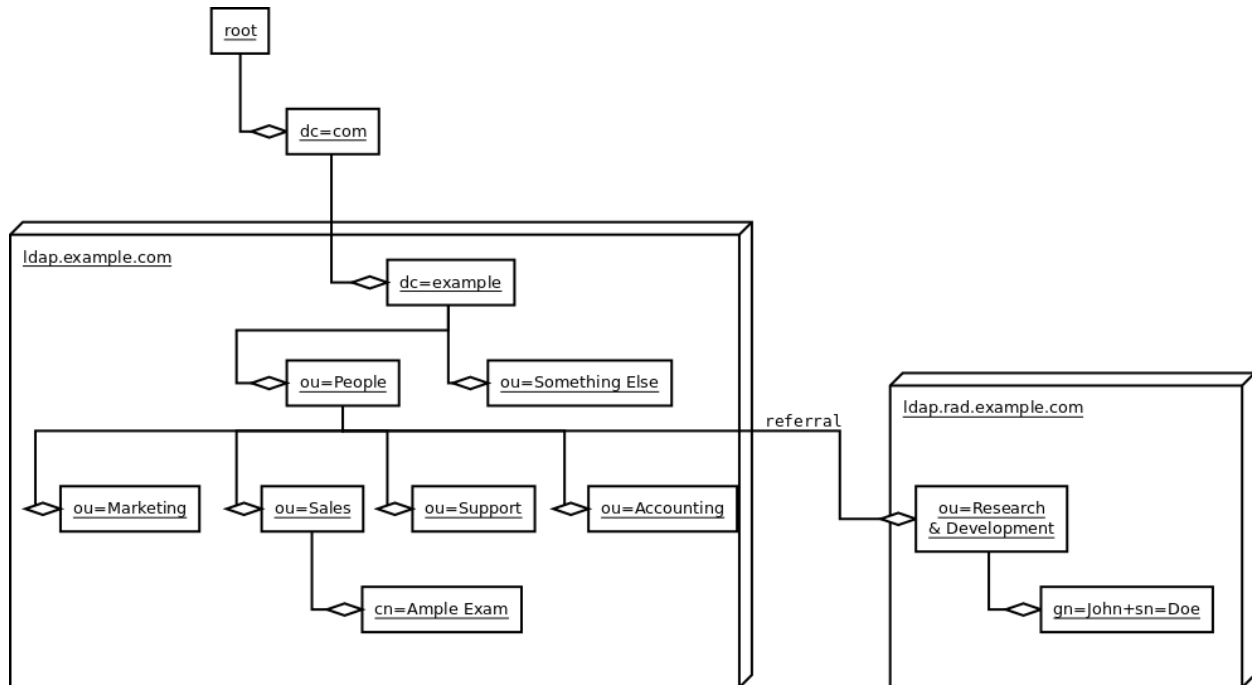 root
dc=com
ldap.example.com
dc=example
ou=People
ou=Something Else
ldap.rad.example.com
referral
ou=Marketing
ou=Sales
ou=Support
ou=Accounting
ou=Research
& Development
cn=Ample Exam
gn=John+sn=Doe